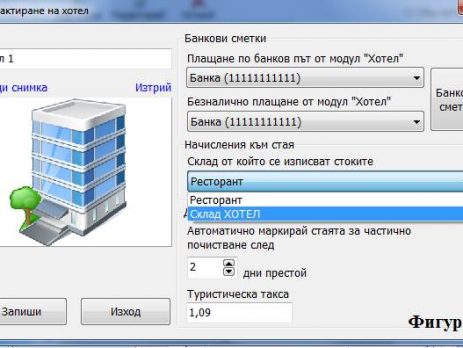 актиране на хотел
л 1
ди снимка
Изтрий
Запиши
Изход
Банкови сметки
Плащане по банков път от модул "Хотел"
Банка (11111111111)
Безналично плащане от модул "Хотел"
Банка (11111111111)
Банко
смет
Начисления към стая
Склад от който се изписват стоките
Ресторант
Ресторант
Склад ХОТЕЛ
Автоматично маркирай стаята за частично
почистване след
2
дни престой
Туристическа такса
1,09
Фигур